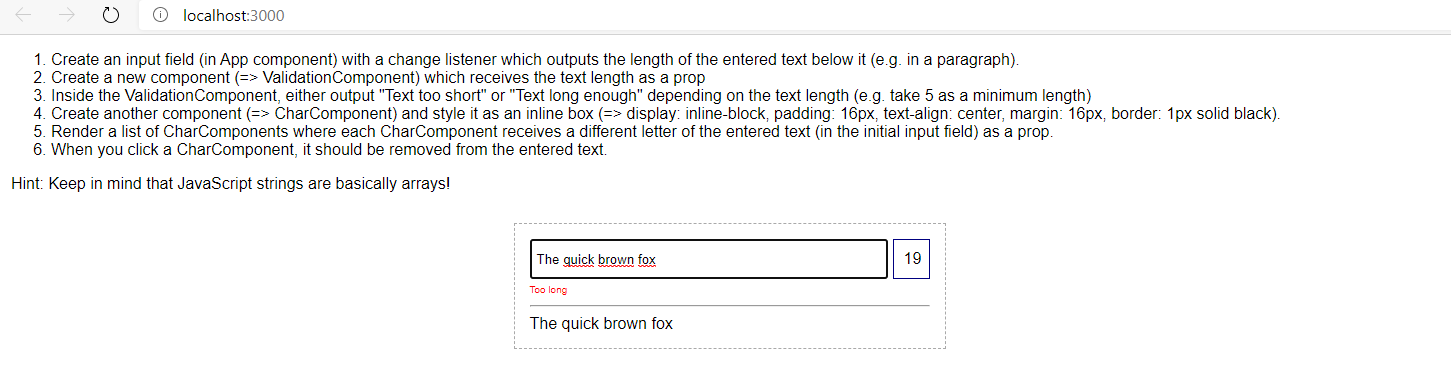 localhost:3000
1. Create an input field (in App component) with a change listener which outputs the length of the entered text below it (e.g. in a paragraph).
2. Create a new component (=> ValidationComponent) which receives the text length as a prop
3. Inside the ValidationComponent, either output "Text too short" or "Text long enough" depending on the text length (e.g. take 5 as a minimum length)
4. Create another component (=> CharComponent) and style it as an inline box (=> display: inline-block, padding: 16px, text-align: center, margin: 16px, border: 1px solid black).
5. Render a list of CharComponents where each CharComponent receives a different letter of the entered text (in the initial input field) as a prop.
6. When you click a CharComponent, it should be removed from the entered text.
Hint: Keep in mind that JavaScript strings are basically arrays!
The quick brown fox 19
Too long
The quick brown fox